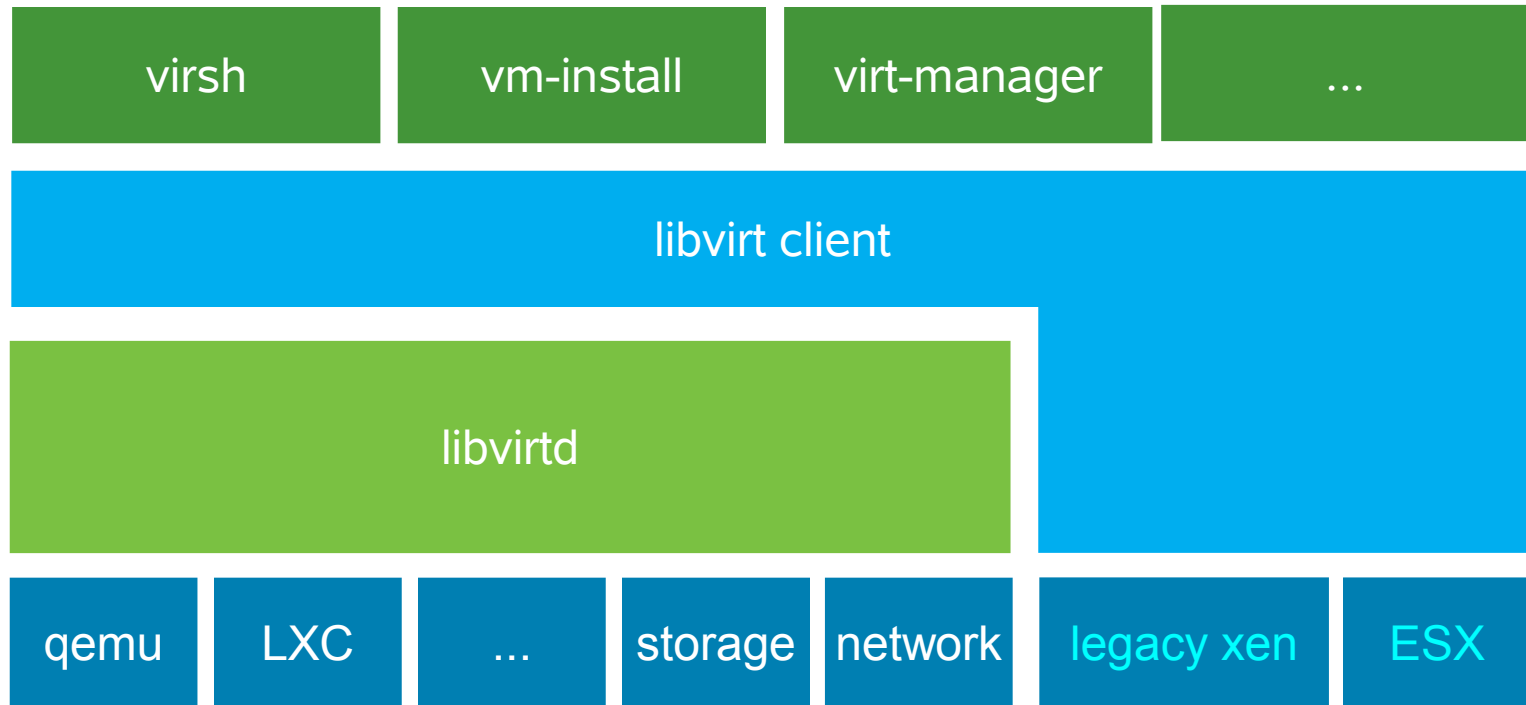 virsh
vm-install
virt-manager
...
libvirt client
libvirtd
qemu
LXC
...
storage
network
legacy xen
ESX